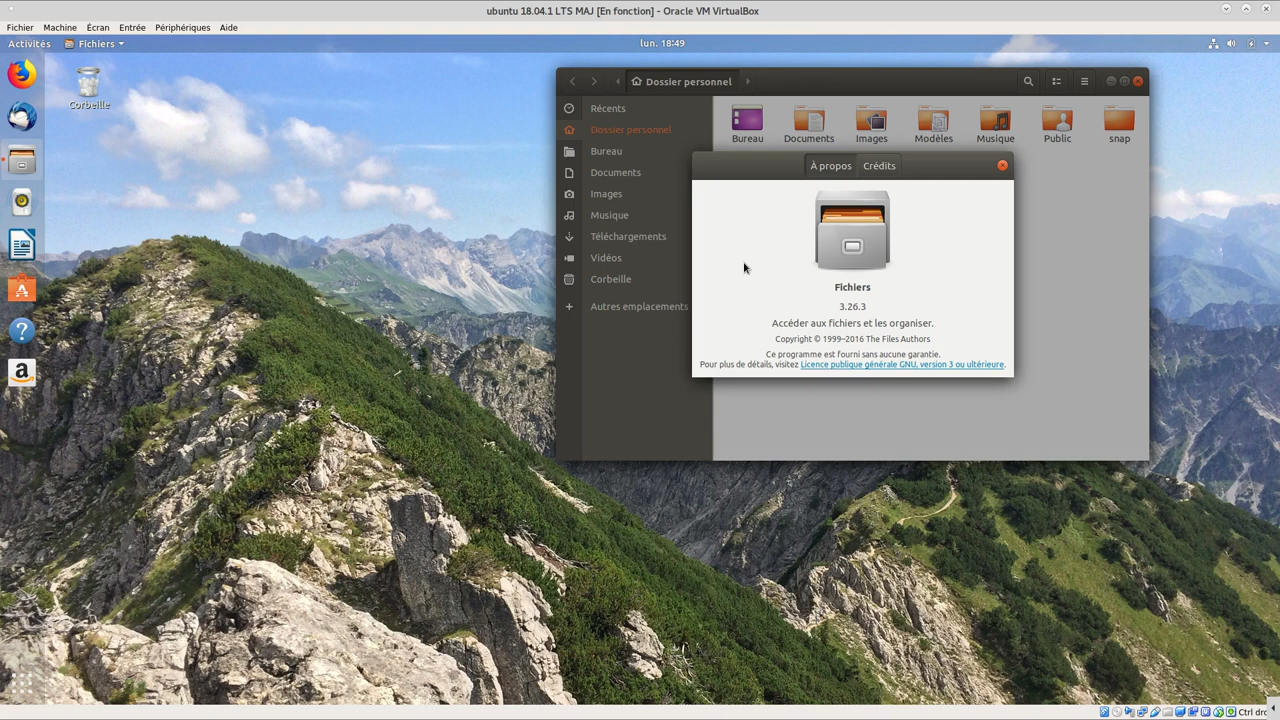 ubuntu 18.04.1 LTS MAJ [En fonction] - Oracle VM VirtualBox
Fichier Machine Écran Entrée Périphériques Aide
Activités Fichiers lun. 18:49
Corbeille
Dossier personnel
Récents
Dossier personnel
Bureau
Documents
Images
Musique
Téléchargements
Vidéos
Corbeille
+ Autres emplacements
Bureau Documents Images Modèles Musique Public snap
À propos Crédits
Fichiers
3.26.3
Accéder aux fichiers et les organiser.
Copyright © 1999–2016 The Files Authors
Ce programme est fourni sans aucune garantie.
Pour plus de détails, visitez Licence publique générale GNU, version 3 ou ultérieure.
?
a
Ctrl